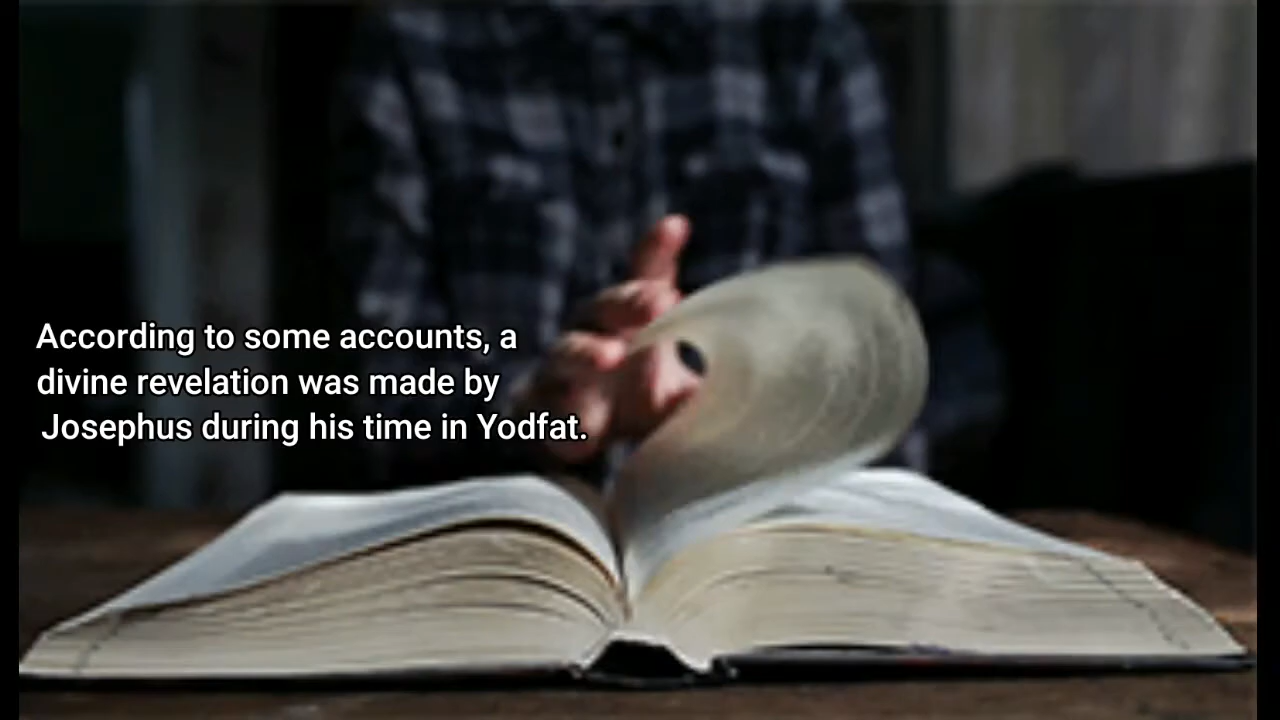 According to some accounts, a
divine revelation was made by
Josephus during his time in Yodfat.